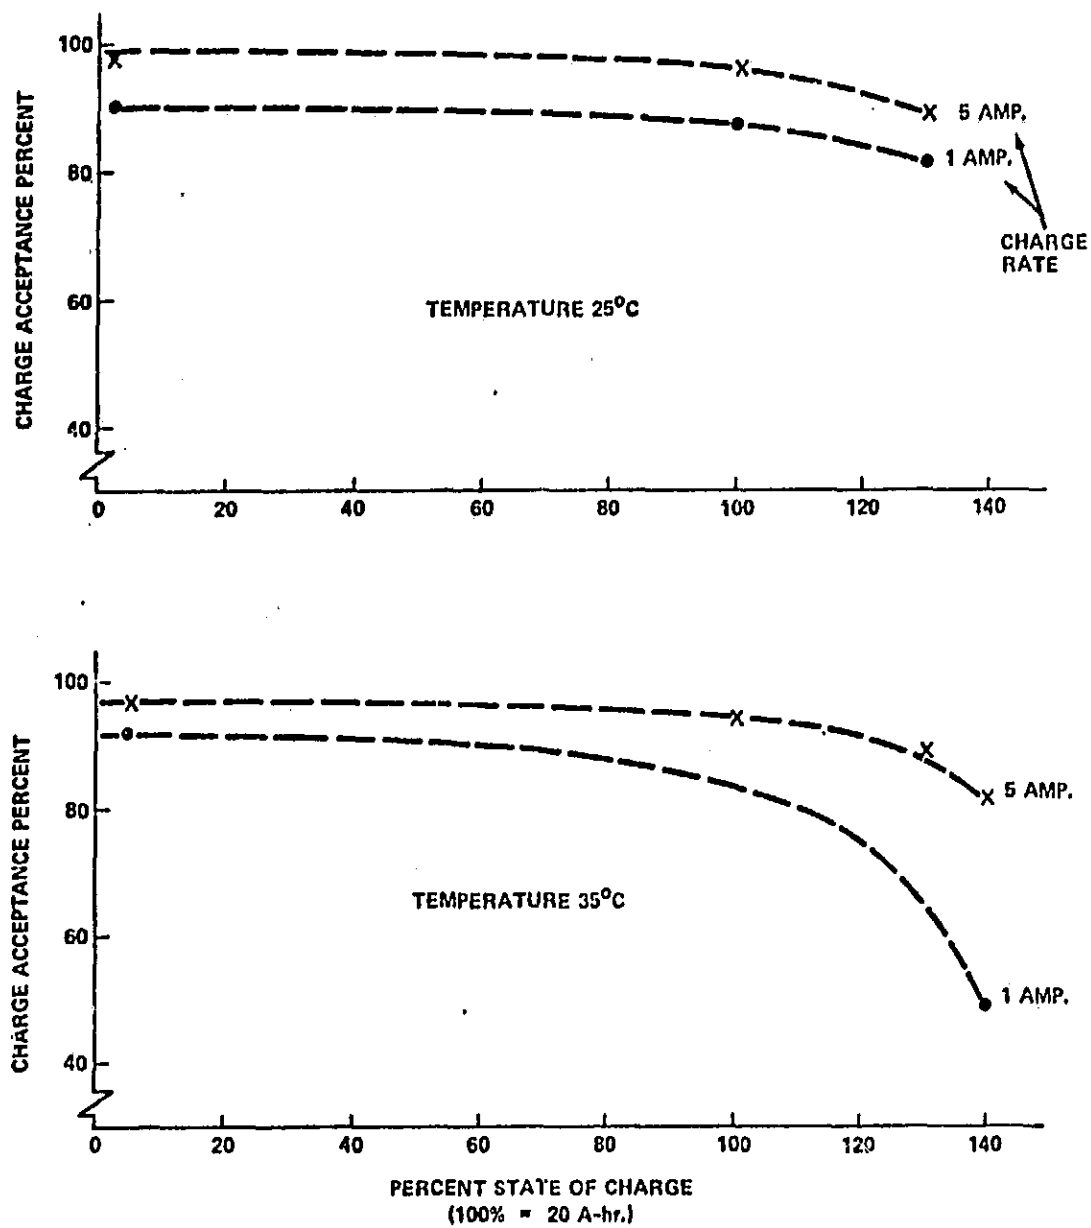 CHARGE ACCEPTANCE PERCENT
100
80
60
40
5 AMP.
1 AMP.
CHARGE
RATE
TEMPERATURE 25°C
0 20 40 60 80 100 120 140
CHARGE ACCEPTANCE PERCENT
100
80
60
40
5 AMP.
TEMPERATURE 35°C
1 AMP.
0 20 40 60 80 100 120 140
PERCENT STATE OF CHARGE
(100% = 20 A-hr.)